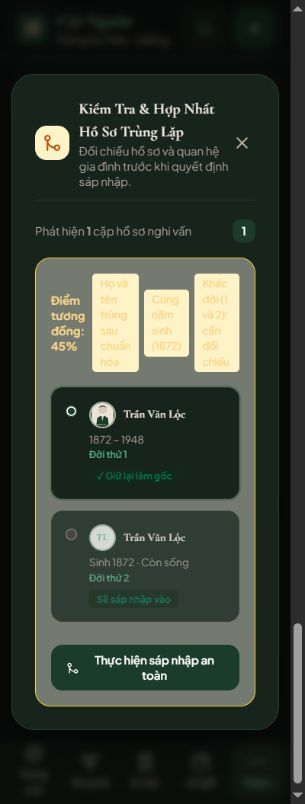 Kiểm Tra & Hợp Nhất
Hồ Sơ Trùng Lặp
Đối chiếu hồ sơ và quan hệ
gia đình trước khi quyết định
sáp nhập.
Phát hiện 1 cặp hồ sơ nghi vấn
1
Điểm
tương
đồng:
45%
Họ và
tên
trùng
sau
chuẩn
hóa
Cùng
năm
sinh
(1872)
Khác
đời (1
và 2):
cần
đối
chiếu
Trần Văn Lộc
1872 – 1948
Đời thứ 1
✓ Giữ lại làm gốc
TL
Trần Văn Lộc
Sinh 1872 · Còn sống
Đời thứ 2
Sẽ sáp nhập vào
Thực hiện sáp nhập an
toàn